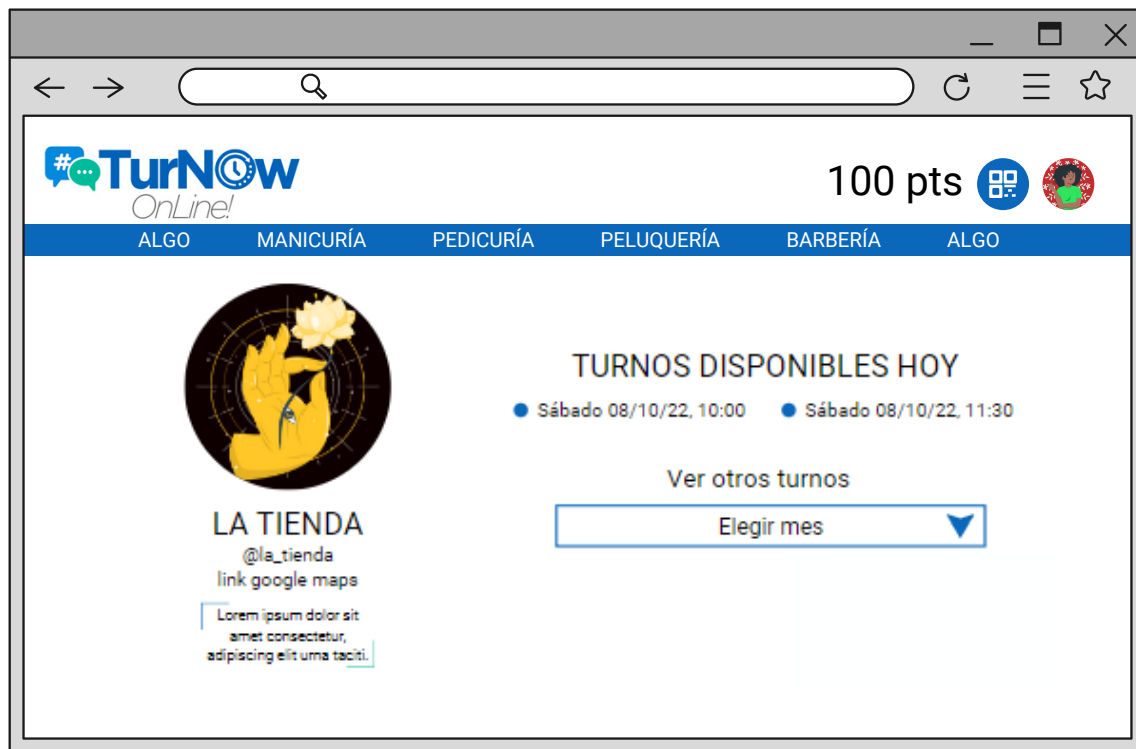 #
TurNOw
OnLine!
100 pts
ALGO MANICURÍA PEDICURÍA PELUQUERÍA BARBERÍA ALGO
TURNOS DISPONIBLES HOY
Sábado 08/10/22, 10:00 Sábado 08/10/22, 11:30
Ver otros turnos
Elegir mes
LA TIENDA
@la_tienda
link google maps
Lorem ipsum dolor sit
amet consectetur,
adipiscing elit urna taciti.